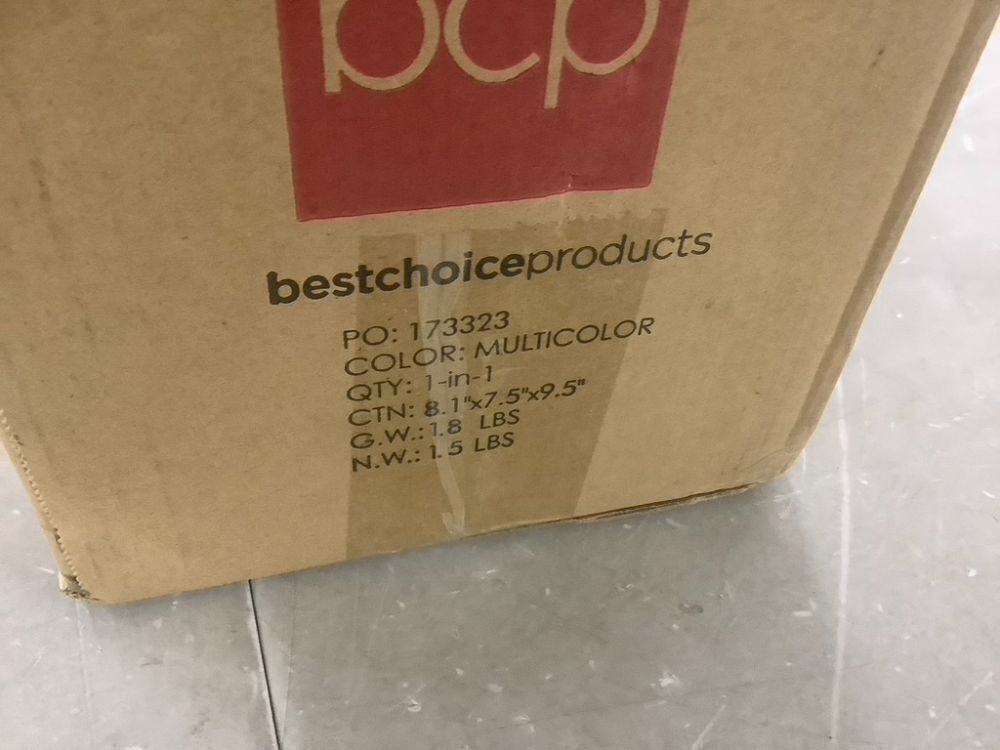 bcp
bestchoiceproducts
PO: 173323
COLOR: MULTICOLOR
QTY: 1-in-1
CTN: 8.1"x7.5"x9.5"
G.W.: 1.8 LBS
N.W.: 1.5 LBS